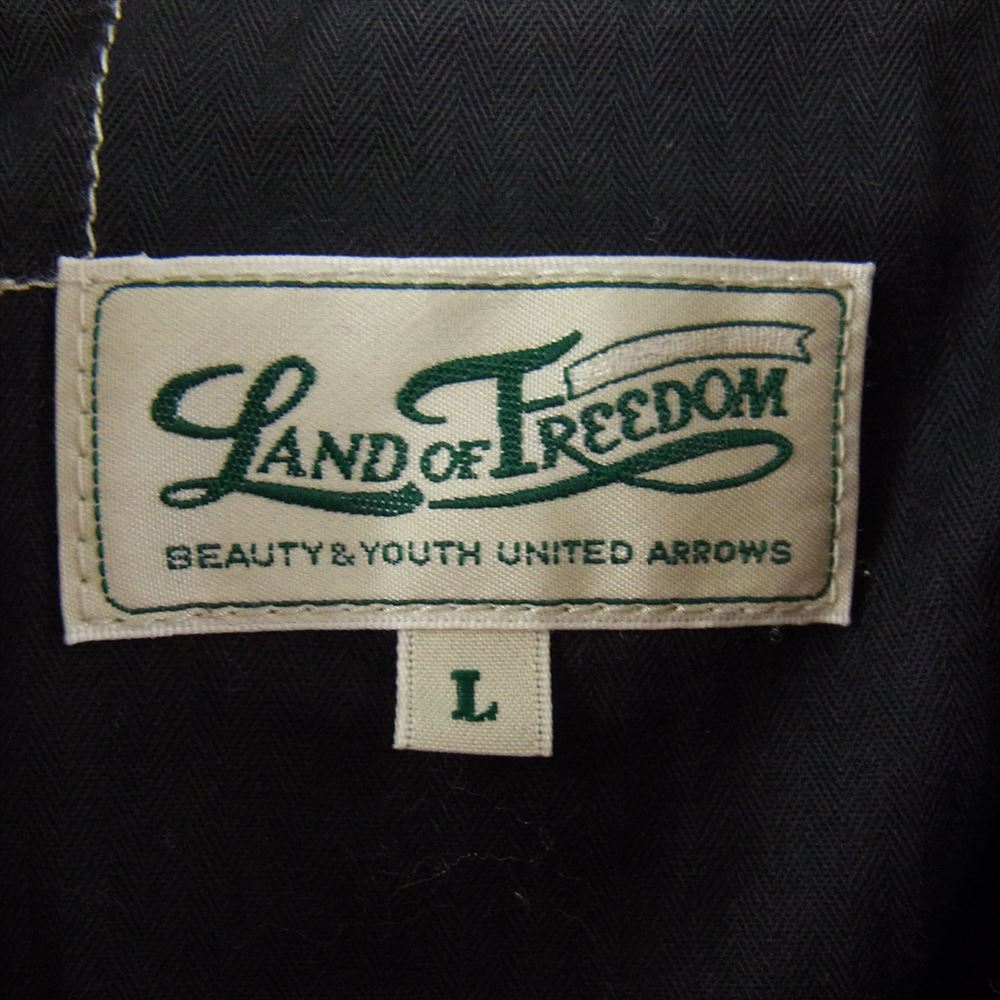 LAND OF FREEDOM
BEAUTY & YOUTH UNITED ARROWS
L